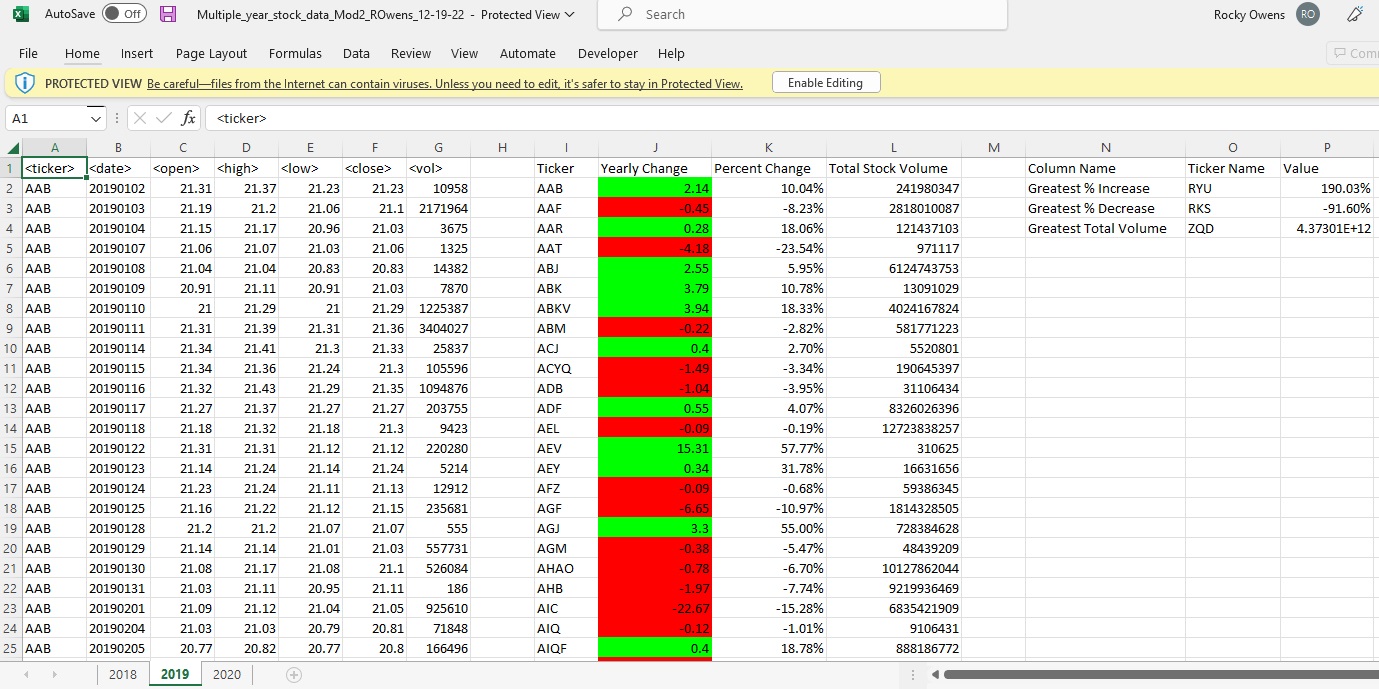 AutoSave Off Multiple_year_stock_data_Mod2_ROwens_12-19-22 - Protected View Search Rocky Owens RO
File Home Insert Page Layout Formulas Data Review View Automate Developer Help Com
PROTECTED VIEW Be careful—files from the Internet can contain viruses. Unless you need to edit, it's safer to stay in Protected View. Enable Editing
A1 fx <ticker>
A B C D E F G H I J K L M N O P
1 <ticker> <date> <open> <high> <low> <close> <vol> Ticker Yearly Change Percent Change Total Stock Volume Column Name Ticker Name Value
2 AAB 20190102 21.31 21.37 21.23 21.23 10958 AAB 2.14 10.04% 241980347 Greatest % Increase RYU 190.03%
3 AAB 20190103 21.19 21.2 21.06 21.1 2171964 AAF -0.45 -8.23% 2818010087 Greatest % Decrease RKS -91.60%
4 AAB 20190104 21.15 21.17 20.96 21.03 3675 AAR 0.28 18.06% 121437103 Greatest Total Volume ZQD 4.37301E+12
5 AAB 20190107 21.06 21.07 21.03 21.06 1325 AAT -4.18 -23.54% 971117
6 AAB 20190108 21.04 21.04 20.83 20.83 14382 ABJ 2.55 5.95% 6124743753
7 AAB 20190109 20.91 21.11 20.91 21.03 7870 ABK 3.79 10.78% 13091029
8 AAB 20190110 21 21.29 21 21.29 1225387 ABKV 3.94 18.33% 4024167824
9 AAB 20190111 21.31 21.39 21.31 21.36 3404027 ABM -0.22 -2.82% 581771223
10 AAB 20190114 21.34 21.41 21.3 21.33 25837 ACJ 0.4 2.70% 5520801
11 AAB 20190115 21.34 21.36 21.24 21.3 105596 ACYQ -1.49 -3.34% 190645397
12 AAB 20190116 21.32 21.43 21.29 21.35 1094876 ADB -1.04 -3.95% 31106434
13 AAB 20190117 21.27 21.37 21.27 21.27 203755 ADF 0.55 4.07% 8326026396
14 AAB 20190118 21.18 21.32 21.18 21.3 9423 AEL -0.09 -0.19% 12723838257
15 AAB 20190122 21.31 21.31 21.12 21.12 220280 AEV 15.31 57.77% 310625
16 AAB 20190123 21.14 21.24 21.14 21.24 5214 AEY 0.34 31.78% 16631656
17 AAB 20190124 21.23 21.24 21.11 21.13 12912 AFZ -0.09 -0.68% 59386345
18 AAB 20190125 21.16 21.22 21.12 21.15 235681 AGF -6.65 -10.97% 1814328505
19 AAB 20190128 21.2 21.2 21.07 21.07 555 AGJ 3.3 55.00% 728384628
20 AAB 20190129 21.14 21.14 21.01 21.03 557731 AGM -0.38 -5.47% 48439209
21 AAB 20190130 21.08 21.17 21.08 21.1 526084 AHAO -0.78 -6.70% 10127862044
22 AAB 20190131 21.03 21.11 20.95 21.11 186 AHB -1.97 -7.74% 9219936469
23 AAB 20190201 21.09 21.12 21.04 21.05 925610 AIC -22.67 -15.28% 6835421909
24 AAB 20190204 21.03 21.03 20.79 20.81 71848 AIQ -0.12 -1.01% 9106431
25 AAB 20190205 20.77 20.82 20.77 20.8 166496 AIQF 0.4 18.78% 888186772
2018 2019 2020